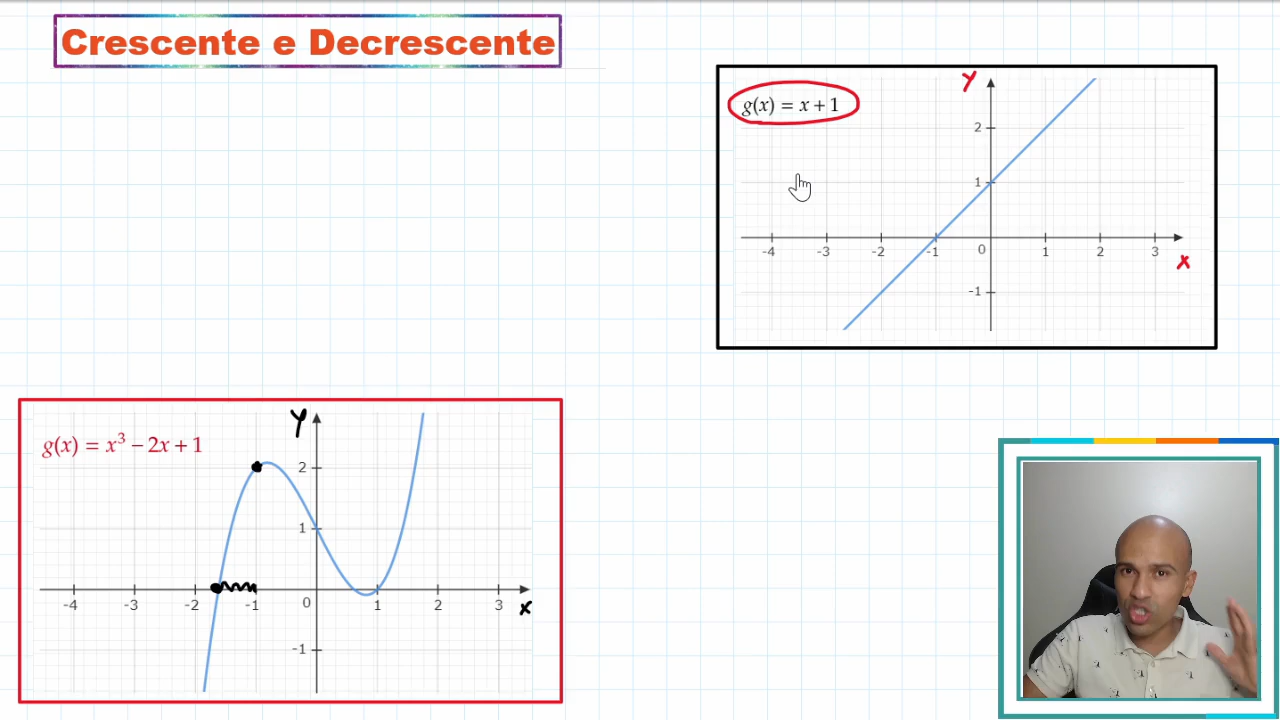 Crescente e Decrescente
g(x) = x + 1
y
2
1
-4 -3 -2 -1 0 1 2 3
x
-1
g(x) = x³ − 2x + 1
y
2
1
-4 -3 -2 -1 0 1 2 3
x
-1